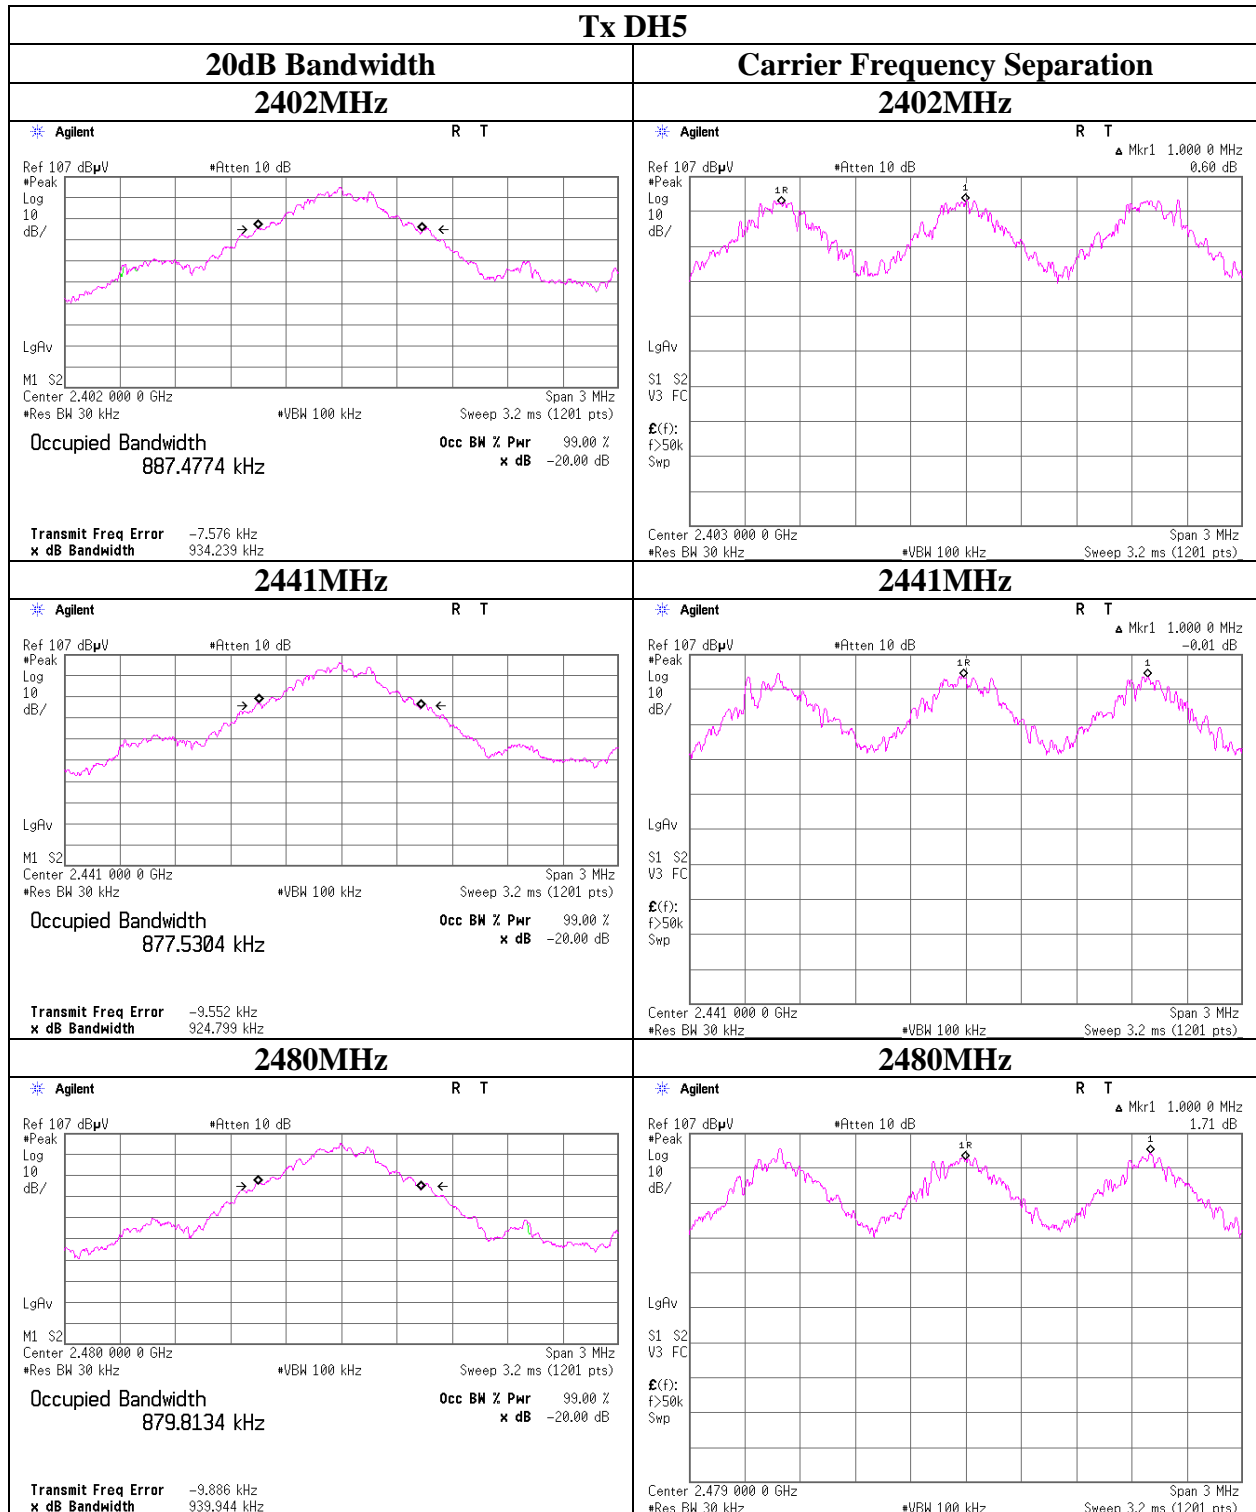 Tx DH5
20dB Bandwidth
Carrier Frequency Separation
2402MHz
2402MHz
Agilent R T
Ref 107 dBµV #Atten 10 dB
#Peak
Log
10
dB/
LgAv
M1 S2
Center 2.402 000 0 GHz Span 3 MHz
#Res BW 30 kHz #VBW 100 kHz Sweep 3.2 ms (1201 pts)
Occupied Bandwidth Occ BW % Pwr 99.00 %
887.4774 kHz x dB -20.00 dB
Transmit Freq Error -7.576 kHz
x dB Bandwidth 934.239 kHz
Agilent R T
Δ Mkr1 1.000 0 MHz
Ref 107 dBµV #Atten 10 dB 0.60 dB
#Peak
Log
10
dB/
1R
1
LgAv
S1 S2
V3 FC
£(f):
f>50k
Swp
Center 2.403 000 0 GHz Span 3 MHz
#Res BW 30 kHz #VBW 100 kHz Sweep 3.2 ms (1201 pts)
2441MHz
2441MHz
Agilent R T
Ref 107 dBµV #Atten 10 dB
#Peak
Log
10
dB/
LgAv
M1 S2
Center 2.441 000 0 GHz Span 3 MHz
#Res BW 30 kHz #VBW 100 kHz Sweep 3.2 ms (1201 pts)
Occupied Bandwidth Occ BW % Pwr 99.00 %
877.5304 kHz x dB -20.00 dB
Transmit Freq Error -9.552 kHz
x dB Bandwidth 924.799 kHz
Agilent R T
Δ Mkr1 1.000 0 MHz
Ref 107 dBµV #Atten 10 dB -0.01 dB
#Peak
Log
10
dB/
1R
1
LgAv
S1 S2
V3 FC
£(f):
f>50k
Swp
Center 2.441 000 0 GHz Span 3 MHz
#Res BW 30 kHz #VBW 100 kHz Sweep 3.2 ms (1201 pts)
2480MHz
2480MHz
Agilent R T
Ref 107 dBµV #Atten 10 dB
#Peak
Log
10
dB/
LgAv
M1 S2
Center 2.480 000 0 GHz Span 3 MHz
#Res BW 30 kHz #VBW 100 kHz Sweep 3.2 ms (1201 pts)
Occupied Bandwidth Occ BW % Pwr 99.00 %
879.8134 kHz x dB -20.00 dB
Transmit Freq Error -9.886 kHz
x dB Bandwidth 939.944 kHz
Agilent R T
Δ Mkr1 1.000 0 MHz
Ref 107 dBµV #Atten 10 dB 1.71 dB
#Peak
Log
10
dB/
1R
1
LgAv
S1 S2
V3 FC
£(f):
f>50k
Swp
Center 2.479 000 0 GHz Span 3 MHz
#Res BW 30 kHz #VBW 100 kHz Sweep 3.2 ms (1201 pts)